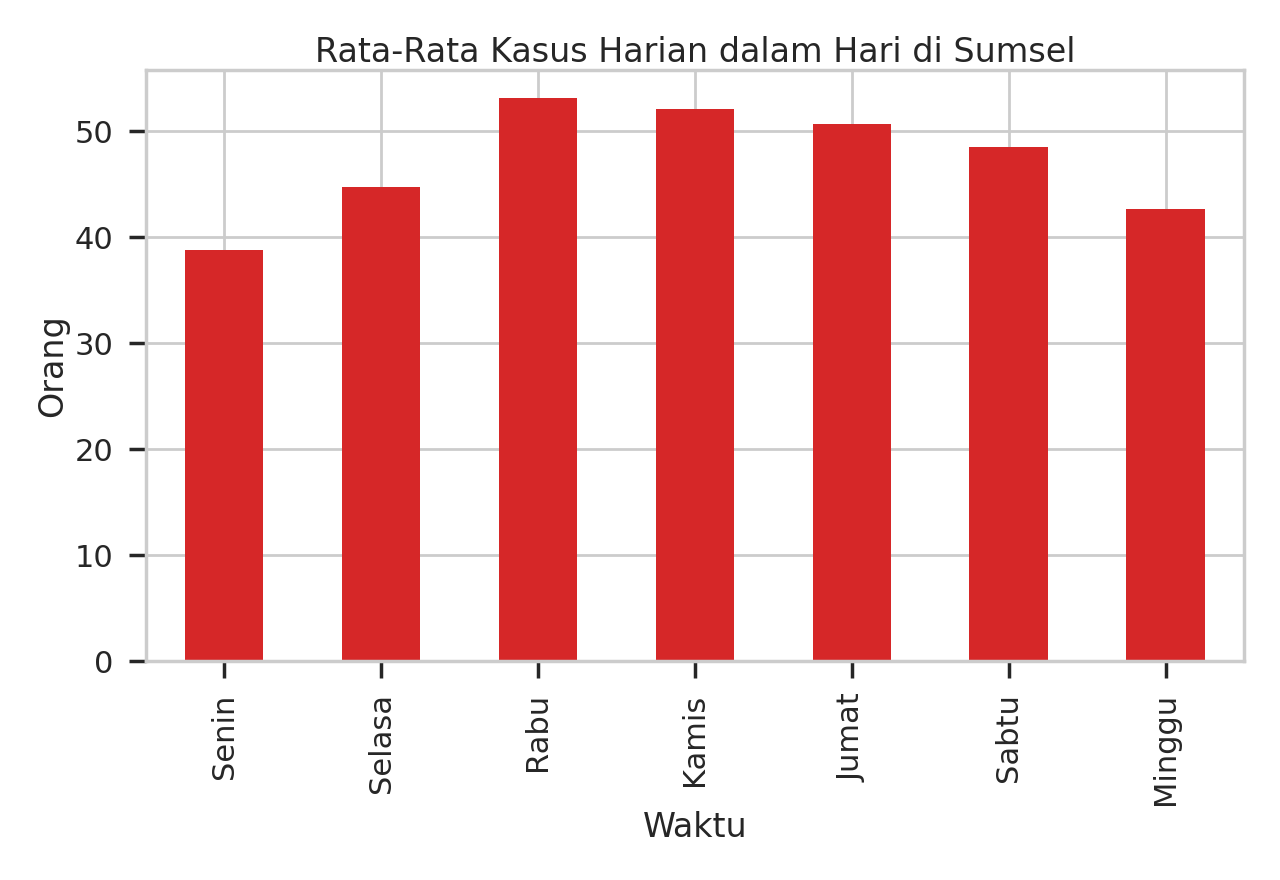 Rata-Rata Kasus Harian dalam Hari di Sumsel
Orang
50
40
30
20
10
0
Senin
Selasa
Rabu
Kamis
Jumat
Sabtu
Minggu
Waktu